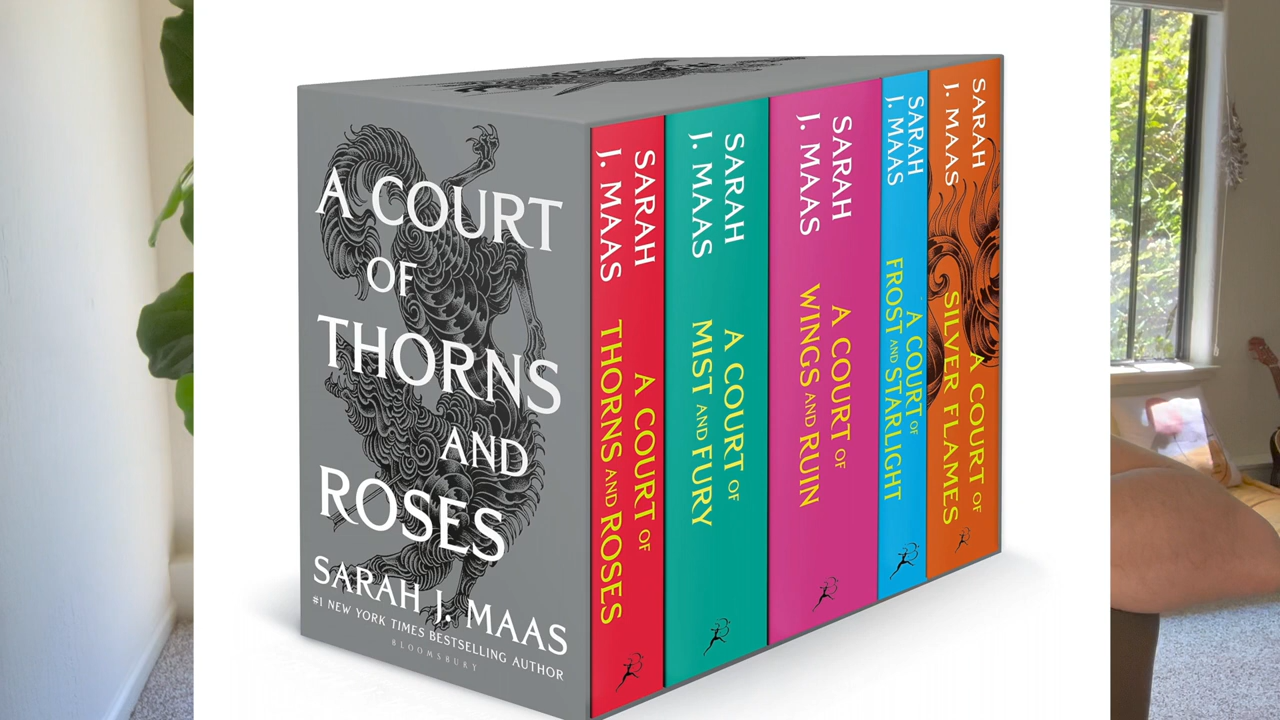 A COURT
OF
THORNS
AND
ROSES
SARAH J. MAAS
#1 NEW YORK TIMES BESTSELLING AUTHOR
BLOOMSBURY
SARAH
J. MAAS
A COURT OF
THORNS AND ROSES
SARAH
J. MAAS
A COURT OF
MIST AND FURY
SARAH
J. MAAS
A COURT OF
WINGS AND RUIN
SARAH
J. MAAS
A COURT OF
FROST AND STARLIGHT
SARAH
J. MAAS
A COURT OF
SILVER FLAMES